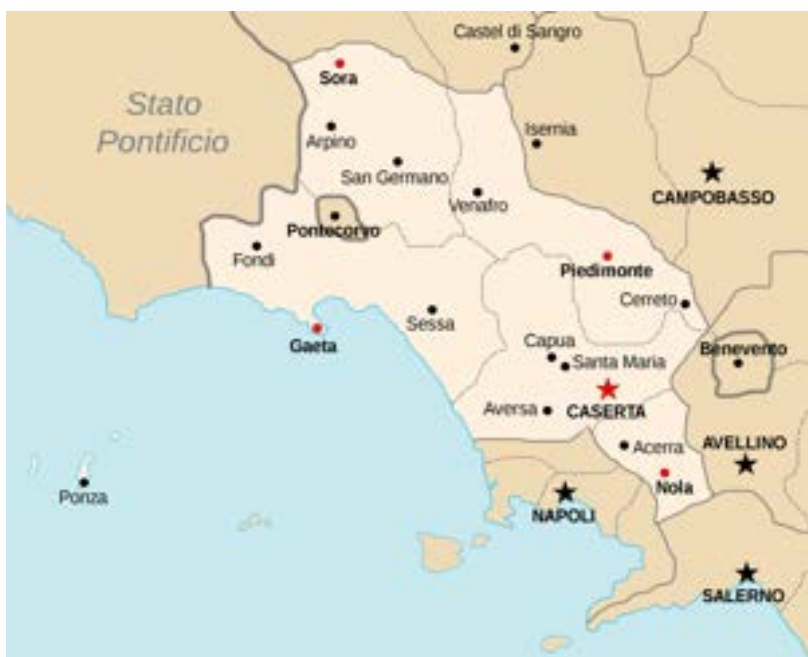 Castel di Sangro
Sora
Stato
Pontificio
Arpino
Isernia
San Germano
CAMPOBASSO
Venafro
Pontecorvo
Fondi
Piedimonte
Cerreto
Sessa
Gaeta
Capua
Santa Maria
Benevento
Aversa
CASERTA
Acerra
AVELLINO
Ponza
Nola
NAPOLI
SALERNO